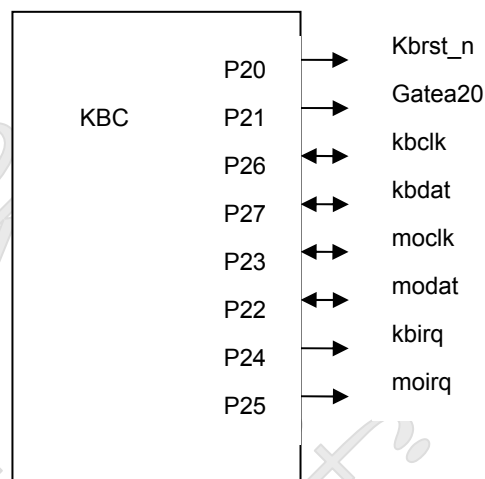 Kbrst_n
P20
Gatea20
KBC P21
kbclk
P26
kbdat
P27
moclk
P23
modat
P22
kbirq
P24
moirq
P25